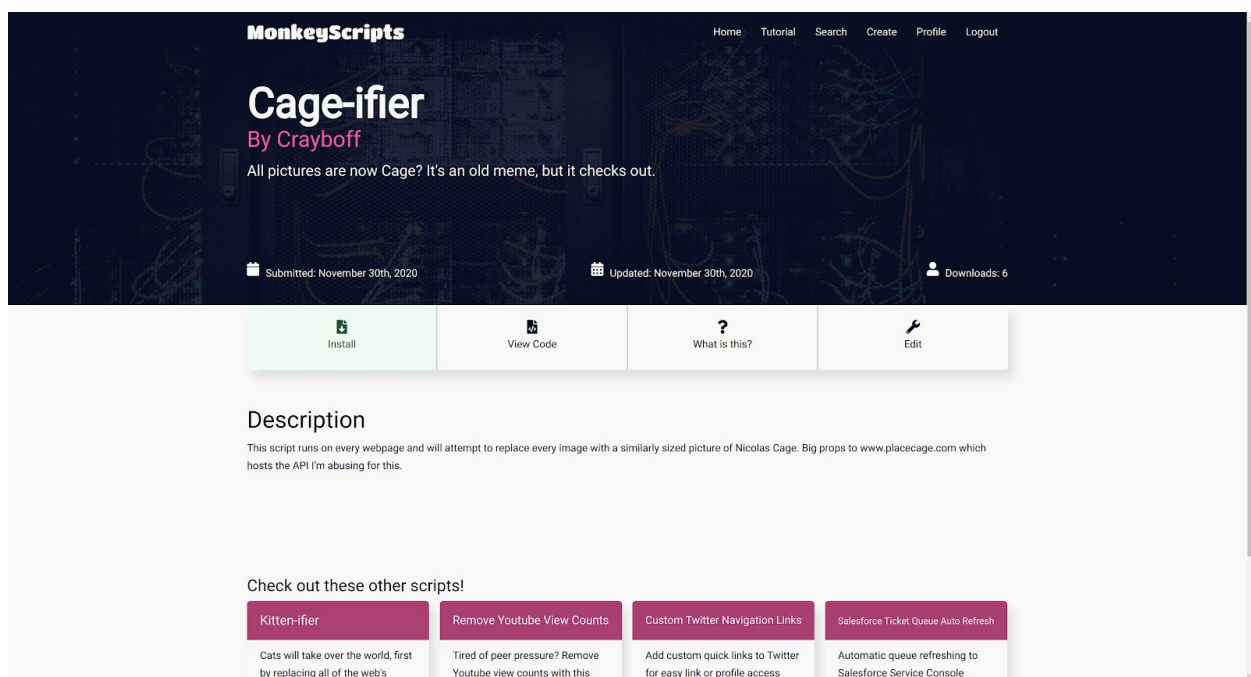 MonkeyScripts
Home Tutorial Search Create Profile Logout
Cage-ifier
By Crayboff
All pictures are now Cage? It's an old meme, but it checks out.
Submitted: November 30th, 2020 Updated: November 30th, 2020 Downloads: 6
Install View Code What is this? Edit
Description
This script runs on every webpage and will attempt to replace every image with a similarly sized picture of Nicolas Cage. Big props to www.placecage.com which
hosts the API I'm abusing for this.
Check out these other scripts!
Kitten-ifier Remove Youtube View Counts Custom Twitter Navigation Links Salesforce Ticket Queue Auto Refresh
Cats will take over the world, first Tired of peer pressure? Remove Add custom quick links to Twitter Automatic queue refreshing to
by replacing all of the web's Youtube view counts with this for easy link or profile access Salesforce Service Console